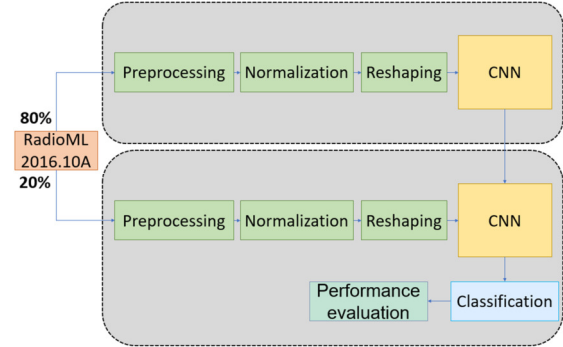 Preprocessing
Normalization
Reshaping
CNN
80%
RadioML
2016.10A
20%
Preprocessing
Normalization
Reshaping
CNN
Performance
evaluation
Classification